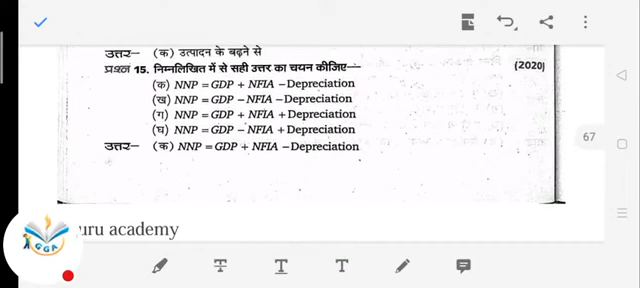 उत्तर— (क) उत्पादन के बढ़ने से
प्रश्न 15. निम्नलिखित में से सही उत्तर का चयन कीजिए— (2020)
(क) NNP = GDP + NFIA – Depreciation
(ख) NNP = GDP – NFIA – Depreciation
(ग) NNP = GDP + NFIA + Depreciation
(घ) NNP = GDP – NFIA + Depreciation
उत्तर— (क) NNP = GDP + NFIA – Depreciation
67
uru academy
GGA
T T T